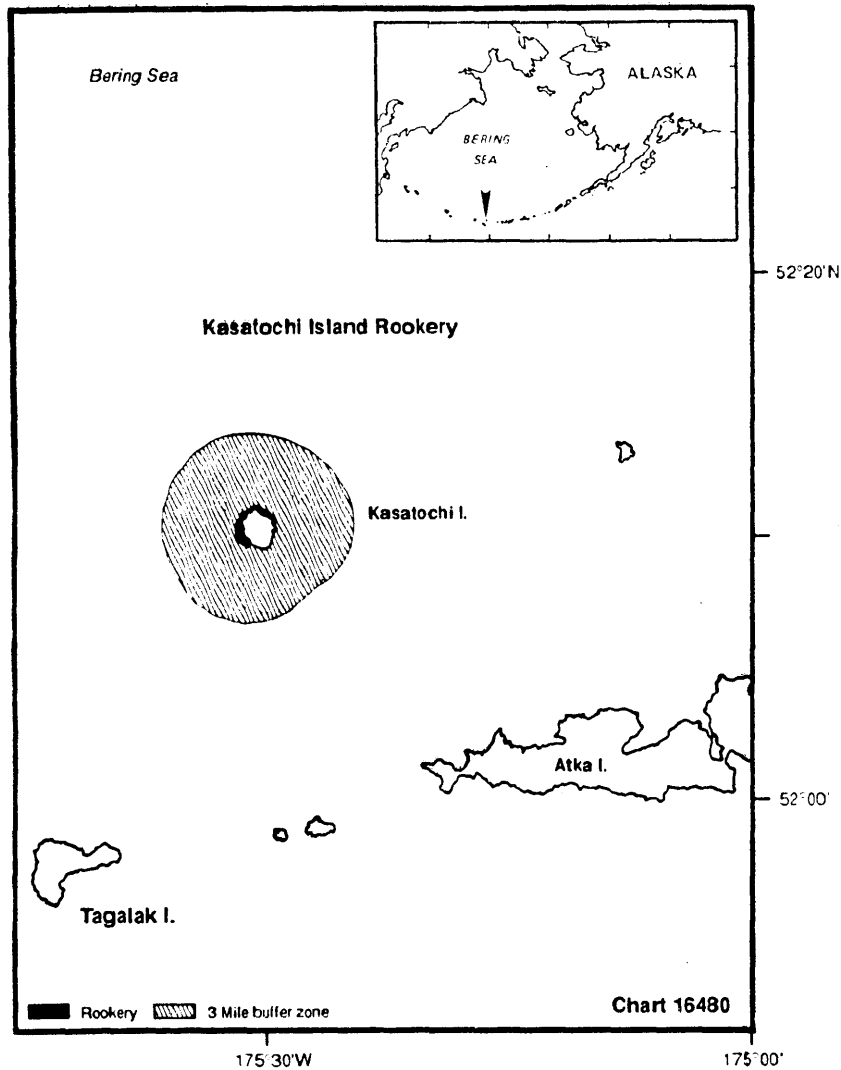 Bering Sea
ALASKA
BERING
SEA
52°20'N
Kasatochi Island Rookery
Kasatochi I.
Atka I.
52°00'
Tagalak I.
Rookery 3 Mile buffer zone
Chart 16480
175°30'W 175°00'